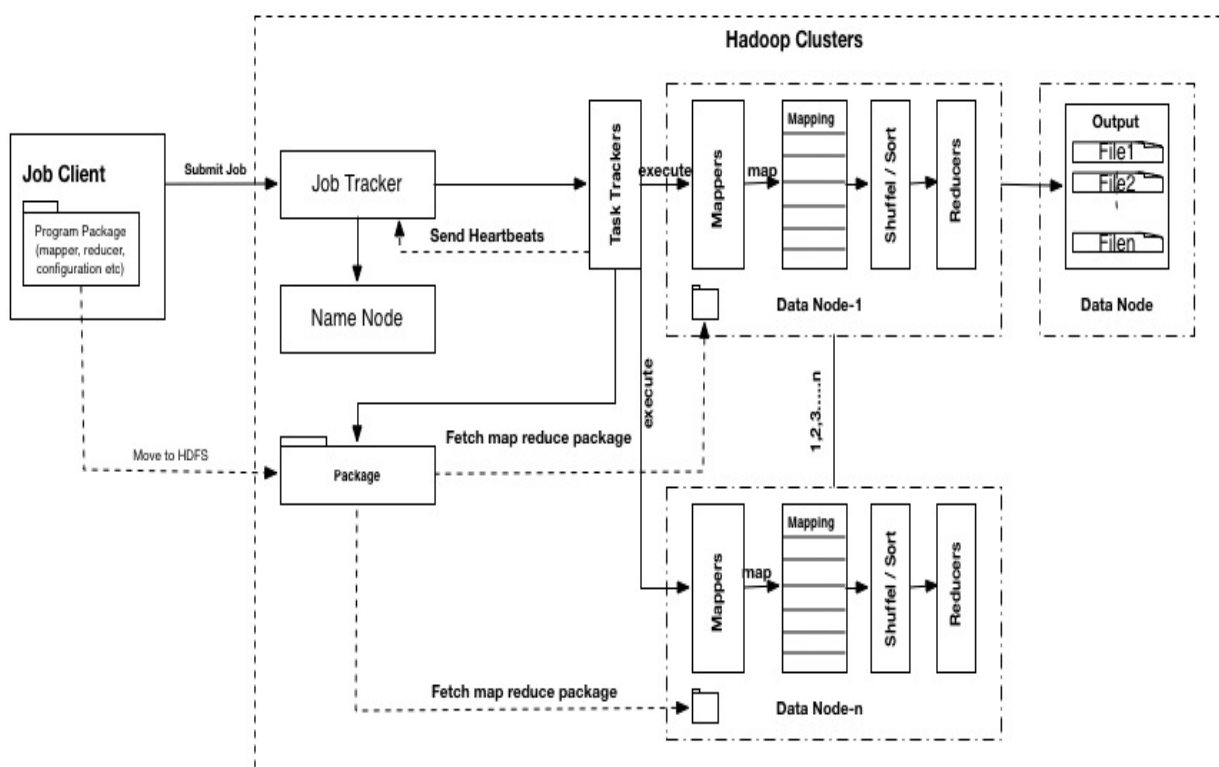 Hadoop Clusters
Job Client
Program Package
(mapper, reducer,
configuration etc)
Submit Job
Job Tracker
Send Heartbeats
Name Node
Task Trackers
execute
Mappers
map
Mapping
Shuffel / Sort
Reducers
Data Node-1
Output
File1
File2
Filen
Data Node
execute
1,2,3.....n
Move to HDFS
Package
Fetch map reduce package
Mappers
map
Mapping
Shuffel / Sort
Reducers
Fetch map reduce package
Data Node-n